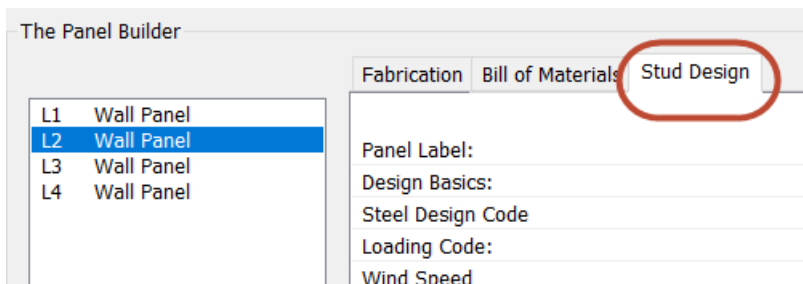 The Panel Builder
Fabrication Bill of Materials Stud Design
L1 Wall Panel
L2 Wall Panel
L3 Wall Panel
L4 Wall Panel
Panel Label:
Design Basics:
Steel Design Code
Loading Code:
Wind Speed